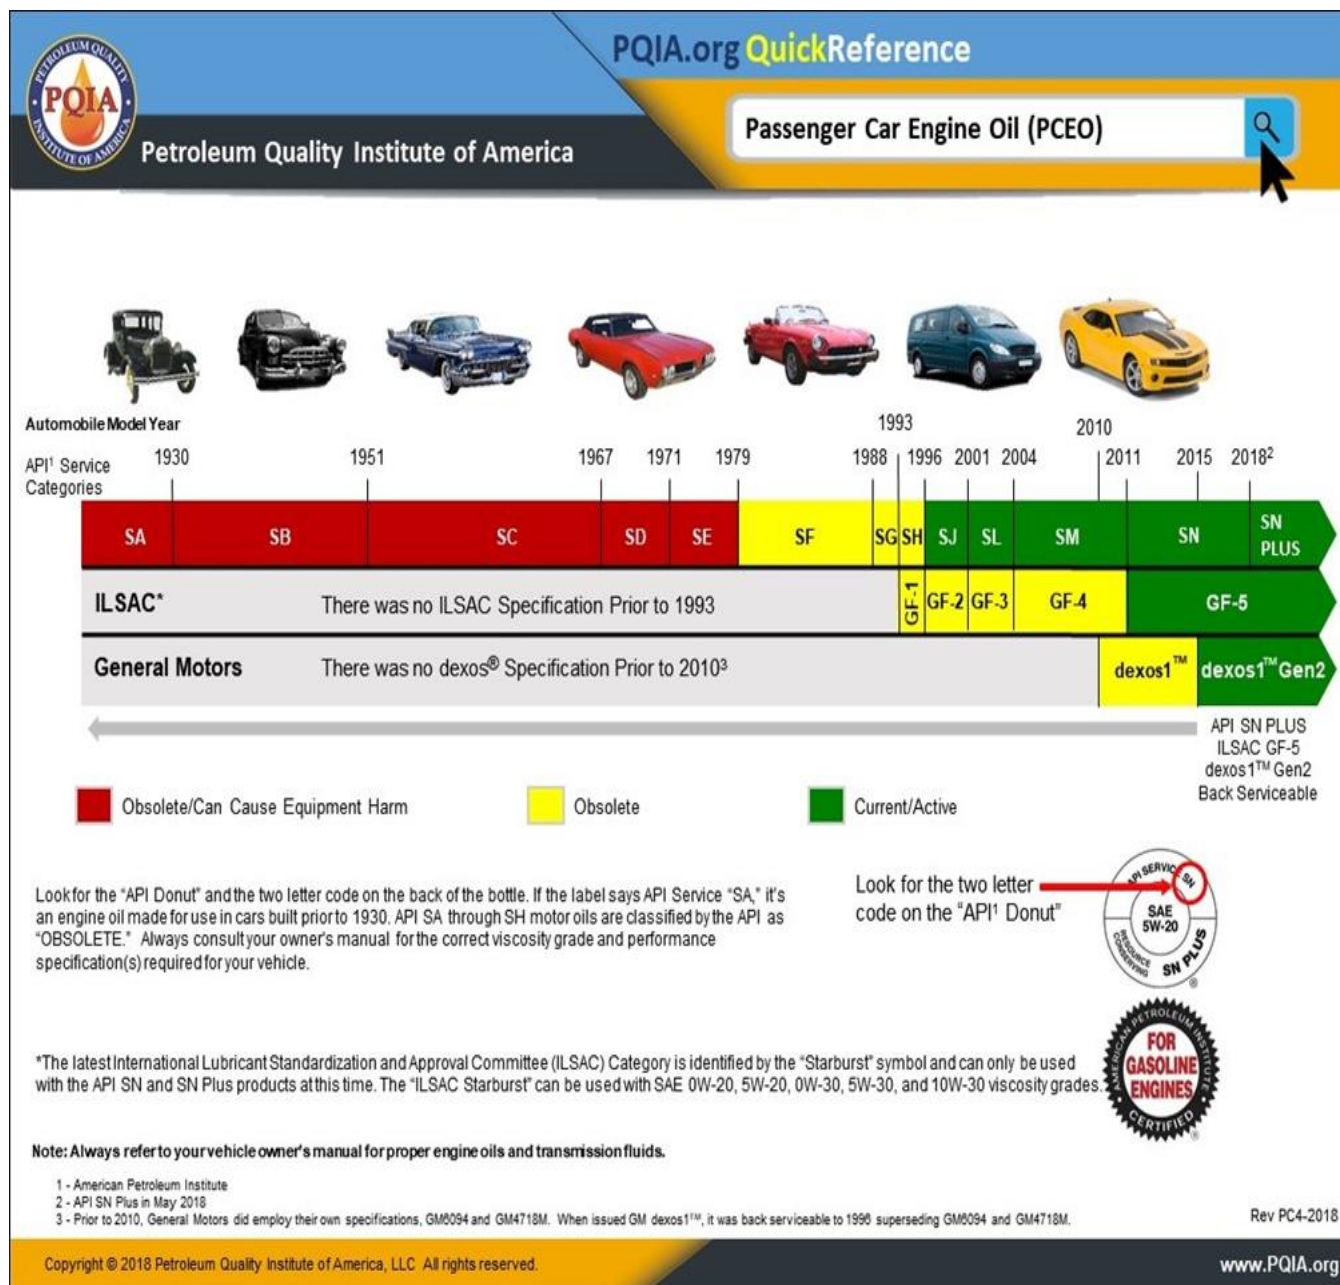 PETROLEUM QUALITY
PQIA
INSTITUTE OF AMERICA
PQIA.org QuickReference
Petroleum Quality Institute of America
Passenger Car Engine Oil (PCEO)
Automobile Model Year
1993
2010
API¹ Service
Categories
1930
1951
1967
1971
1979
1988
1996
2001
2004
2011
2015
2018²
SA
SB
SC
SD
SE
SF
SG
SH
SJ
SL
SM
SN
SN
PLUS
ILSAC*
There was no ILSAC Specification Prior to 1993
GF-1
GF-2
GF-3
GF-4
GF-5
General Motors
There was no dexos® Specification Prior to 2010³
dexos1™
dexos1™Gen2
API SN PLUS
ILSAC GF-5
dexos1™ Gen2
Back Serviceable
Obsolete/Can Cause Equipment Harm
Obsolete
Current/Active
Look for the “API Donut” and the two letter code on the back of the bottle. If the label says API Service “SA,” it's
an engine oil made for use in cars built prior to 1930. API SA through SH motor oils are classified by the API as
“OBSOLETE.” Always consult your owner's manual for the correct viscosity grade and performance
specification(s) required for your vehicle.
Look for the two letter
code on the “API¹ Donut”
API SERVICE SN
SAE
5W-20
RESOURCE
CONSERVING
SN PLUS
®
*The latest International Lubricant Standardization and Approval Committee (ILSAC) Category is identified by the “Starburst” symbol and can only be used
with the API SN and SN Plus products at this time. The “ILSAC Starburst” can be used with SAE 0W-20, 5W-20, 0W-30, 5W-30, and 10W-30 viscosity grades.
AMERICAN PETROLEUM INSTITUTE
FOR
GASOLINE
ENGINES
CERTIFIED
®
Note: Always refer to your vehicle owner's manual for proper engine oils and transmission fluids.
1 - American Petroleum Institute
2 - API SN Plus in May 2018
3 - Prior to 2010, General Motors did employ their own specifications, GM6094 and GM4718M. When issued GM dexos1™, it was back serviceable to 1996 superseding GM6094 and GM4718M.
Rev PC4-2018
Copyright © 2018 Petroleum Quality Institute of America, LLC All rights reserved.
www.PQIA.org